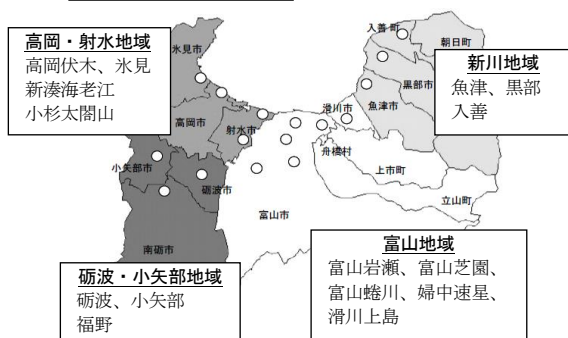 高岡・射水地域
高岡伏木、氷見
新湊海老江
小杉太閤山
新川地域
魚津、黒部
入善
砺波・小矢部地域
砺波、小矢部
福野
富山地域
富山岩瀬、富山芝園、
富山蜷川、婦中速星、
滑川上島
氷見市
入善町
朝日町
黒部市
魚津市
滑川市
高岡市
射水市
舟橋村
上市町
小矢部市
砺波市
立山町
富山市
南砺市